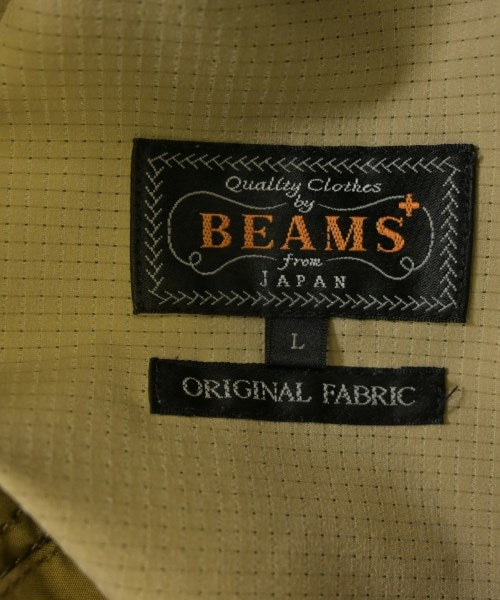 Quality Clothes
by
BEAMS+
from
JAPAN
L
ORIGINAL FABRIC